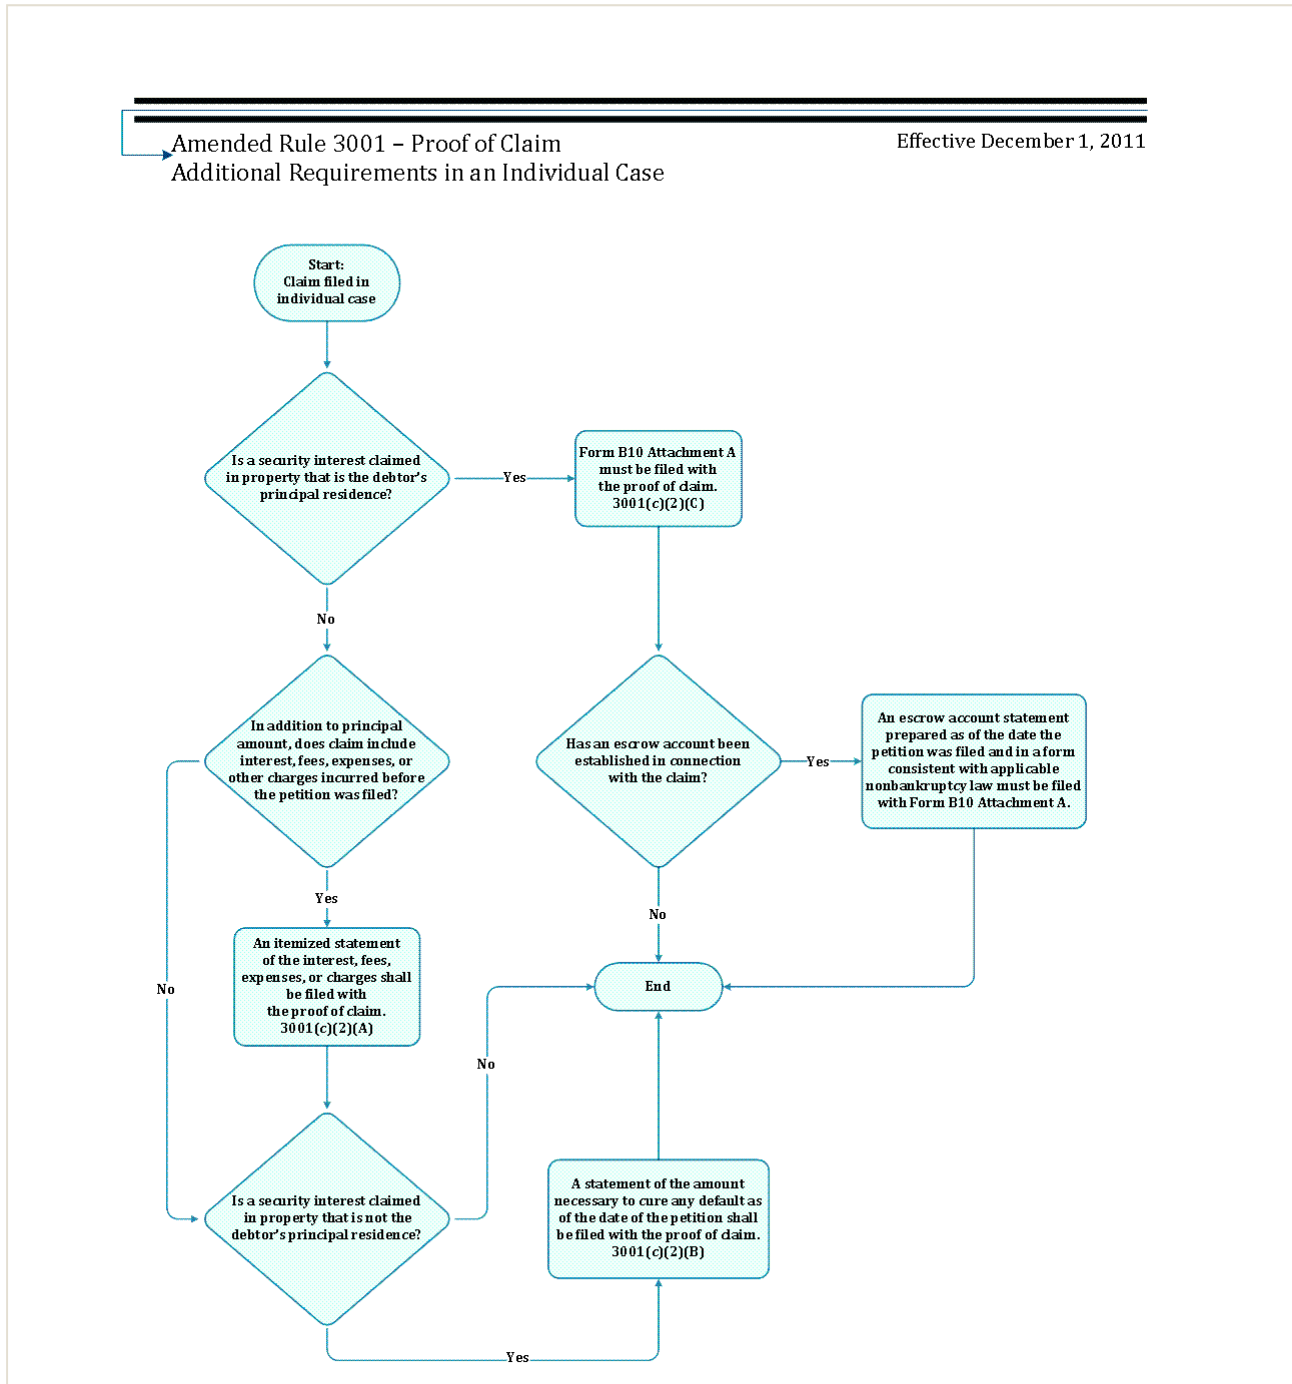 Amended Rule 3001 – Proof of Claim
Effective December 1, 2011
Additional Requirements in an Individual Case
Start:
Claim filed in
individual case
Is a security interest claimed
in property that is the debtor's
principal residence?
Yes
Form B10 Attachment A
must be filed with
the proof of claim.
3001(c)(2)(C)
No
In addition to principal
amount, does claim include
interest, fees, expenses, or
other charges incurred before
the petition was filed?
Has an escrow account been
established in connection
with the claim?
Yes
An escrow account statement
prepared as of the date the
petition was filed and in a form
consistent with applicable
nonbankruptcy law must be filed
with Form B10 Attachment A.
Yes
No
An itemized statement
of the interest, fees,
expenses, or charges shall
be filed with
the proof of claim.
3001(c)(2)(A)
No
End
No
Is a security interest claimed
in property that is not the
debtor's principal residence?
A statement of the amount
necessary to cure any default as
of the date of the petition shall
be filed with the proof of claim.
3001(c)(2)(B)
Yes